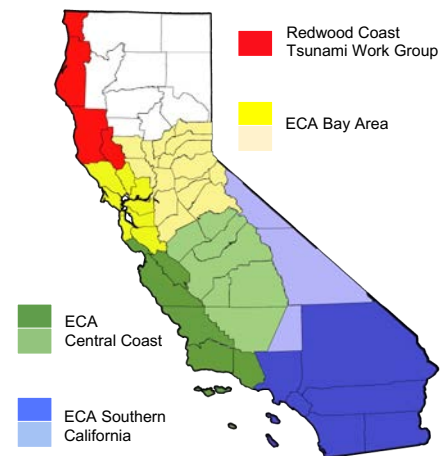 Redwood Coast
Tsunami Work Group
ECA Bay Area
ECA
Central Coast
ECA Southern
California